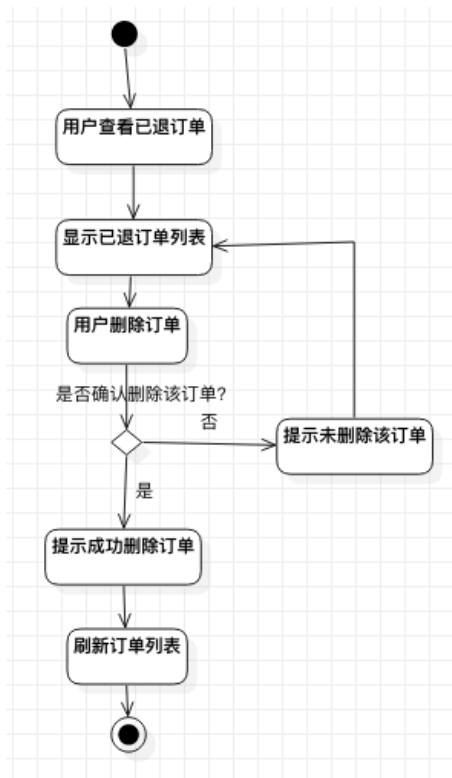 用户查看已退订单
显示已退订单列表
用户删除订单
是否确认删除该订单?
否
提示未删除该订单
是
提示成功删除订单
刷新订单列表